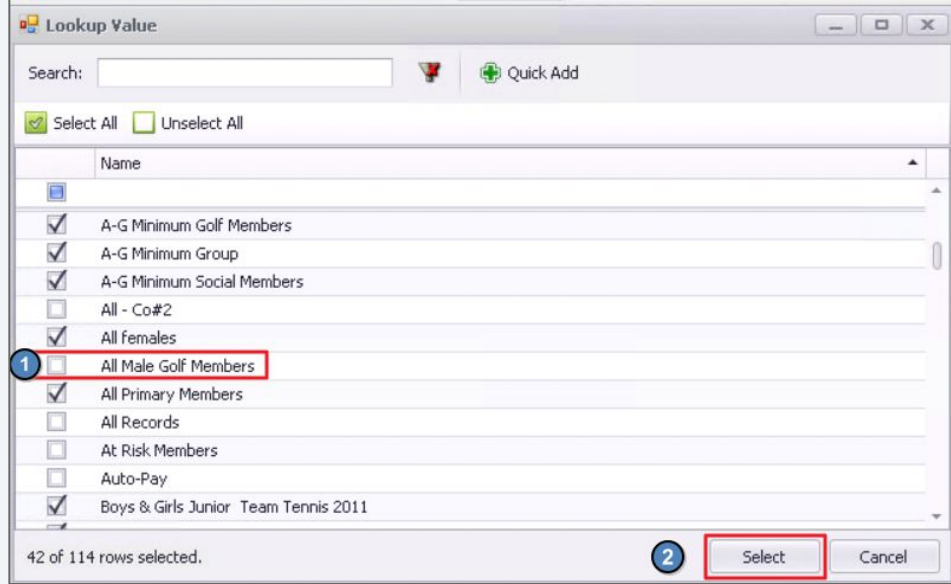 Lookup Value
Search: Quick Add
Select All Unselect All
Name
A-G Minimum Golf Members
A-G Minimum Group
A-G Minimum Social Members
All - Co#2
All females
1 All Male Golf Members
All Primary Members
All Records
At Risk Members
Auto-Pay
Boys & Girls Junior Team Tennis 2011
42 of 114 rows selected. 2 Select Cancel